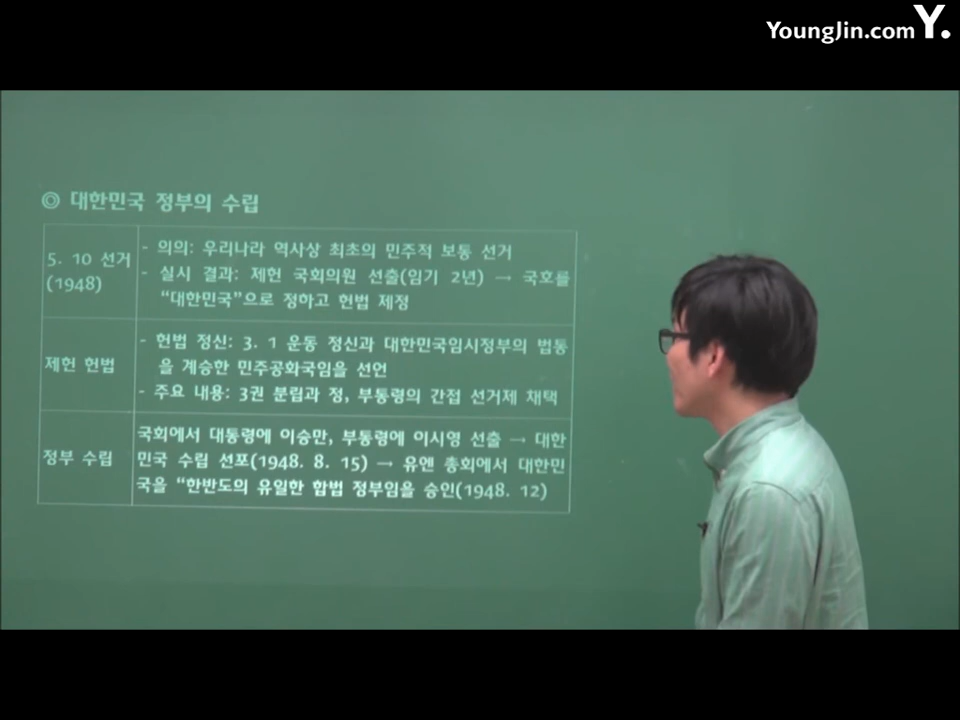 YoungJin.com Y.
◎ 대한민국 정부의 수립
5. 10 선거
(1948)
- 의의: 우리나라 역사상 최초의 민주적 보통 선거
- 실시 결과: 제헌 국회의원 선출(임기 2년) → 국호를
"대한민국"으로 정하고 헌법 제정
제헌 헌법
- 헌법 정신: 3. 1 운동 정신과 대한민국임시정부의 법통
을 계승한 민주공화국임을 선언
- 주요 내용: 3권 분립과 정, 부통령의 간접 선거제 채택
정부 수립
국회에서 대통령에 이승만, 부통령에 이시영 선출 → 대한
민국 수립 선포(1948. 8. 15) → 유엔 총회에서 대한민
국을 "한반도의 유일한 합법 정부임을 승인(1948. 12)